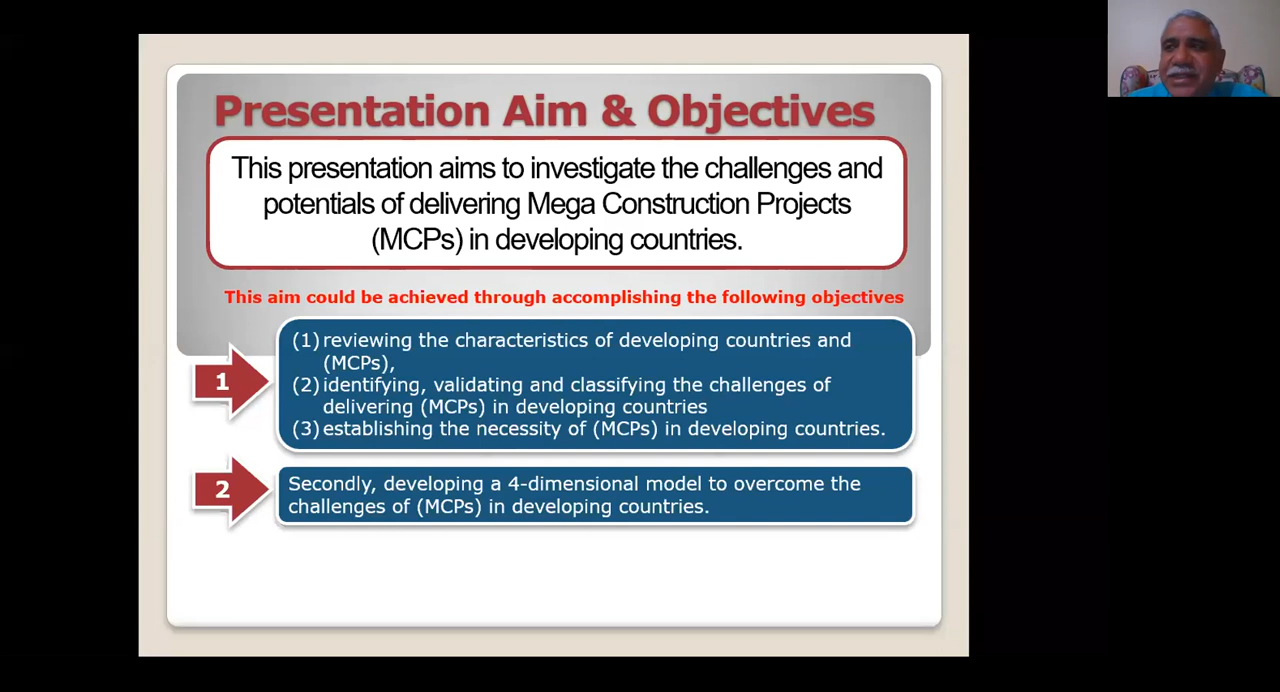 Presentation Aim & Objectives
This presentation aims to investigate the challenges and
potentials of delivering Mega Construction Projects
(MCPs) in developing countries.
This aim could be achieved through accomplishing the following objectives
1
(1) reviewing the characteristics of developing countries and
(MCPs),
(2) identifying, validating and classifying the challenges of
delivering (MCPs) in developing countries
(3) establishing the necessity of (MCPs) in developing countries.
2
Secondly, developing a 4-dimensional model to overcome the
challenges of (MCPs) in developing countries.